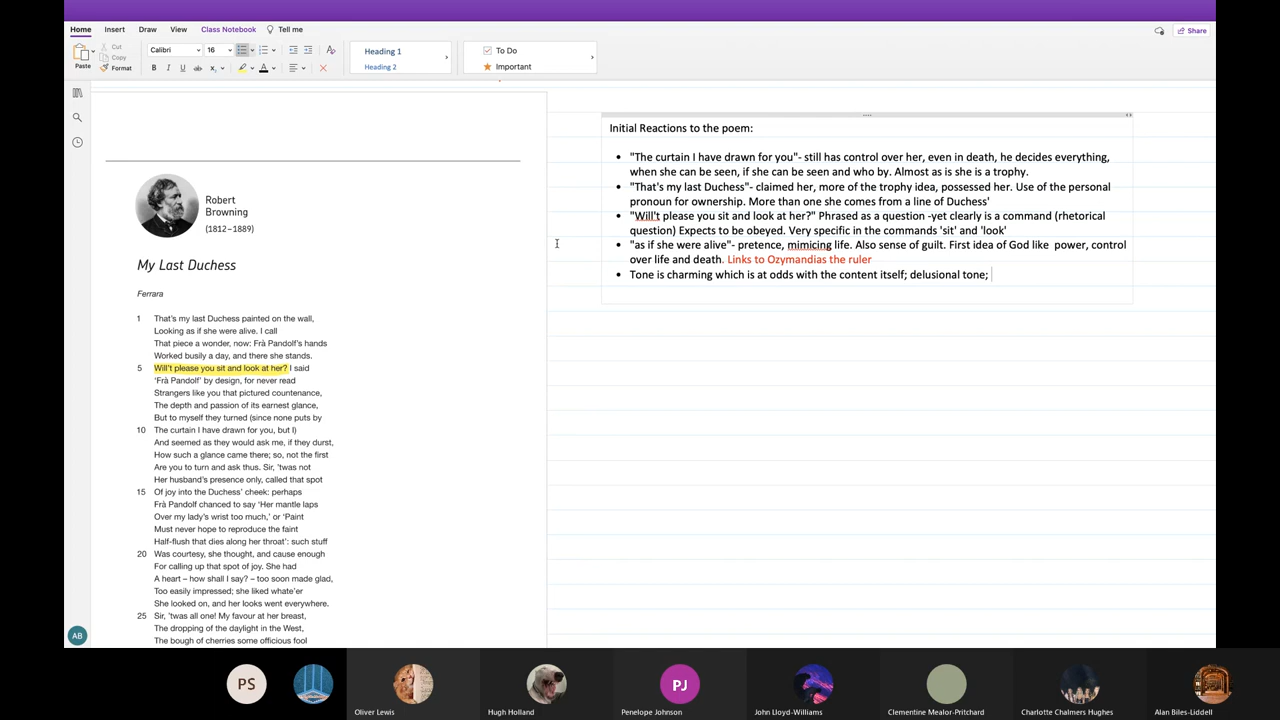 Home Insert Draw View Class Notebook Tell me
Share
Paste
Cut
Copy
Format
Calibri 16
B I U ab
A
Heading 1
Heading 2
To Do
Important
Robert
Browning
(1812–1889)
My Last Duchess
Ferrara
1 That's my last Duchess painted on the wall,
Looking as if she were alive. I call
That piece a wonder, now: Frà Pandolf's hands
Worked busily a day, and there she stands.
5 Will't please you sit and look at her? I said
'Frà Pandolf' by design, for never read
Strangers like you that pictured countenance,
The depth and passion of its earnest glance,
But to myself they turned (since none puts by
10 The curtain I have drawn for you, but I)
And seemed as they would ask me, if they durst,
How such a glance came there; so, not the first
Are you to turn and ask thus. Sir, 'twas not
Her husband's presence only, called that spot
15 Of joy into the Duchess' cheek: perhaps
Frà Pandolf chanced to say 'Her mantle laps
Over my lady's wrist too much,' or 'Paint
Must never hope to reproduce the faint
Half-flush that dies along her throat': such stuff
20 Was courtesy, she thought, and cause enough
For calling up that spot of joy. She had
A heart – how shall I say? – too soon made glad,
Too easily impressed; she liked whate'er
She looked on, and her looks went everywhere.
25 Sir, 'twas all one! My favour at her breast,
The dropping of the daylight in the West,
The bough of cherries some officious fool
Initial Reactions to the poem:
• "The curtain I have drawn for you"- still has control over her, even in death, he decides everything,
when she can be seen, if she can be seen and who by. Almost as is she is a trophy.
• "That's my last Duchess"- claimed her, more of the trophy idea, possessed her. Use of the personal
pronoun for ownership. More than one she comes from a line of Duchess'
• "Will't please you sit and look at her?" Phrased as a question -yet clearly is a command (rhetorical
question) Expects to be obeyed. Very specific in the commands 'sit' and 'look'
• "as if she were alive"- pretence, mimicing life. Also sense of guilt. First idea of God like power, control
over life and death. Links to Ozymandias the ruler
• Tone is charming which is at odds with the content itself; delusional tone;
AB
PS
PJ
Oliver Lewis
Hugh Holland
Penelope Johnson
John Lloyd-Williams
Clementine Mealor-Pritchard
Charlotte Chalmers Hughes
Alan Biles-Liddell